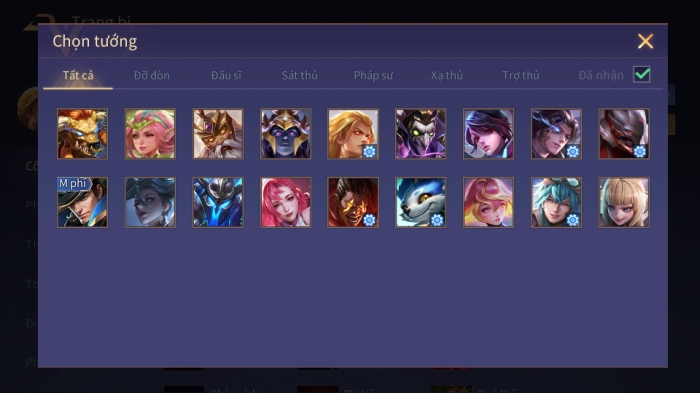 Trang bị
Chọn tướng
Tất cả
Đỡ đòn
Đấu sĩ
Sát thủ
Pháp sư
Xạ thủ
Trợ thủ
Đã nhận
M phí